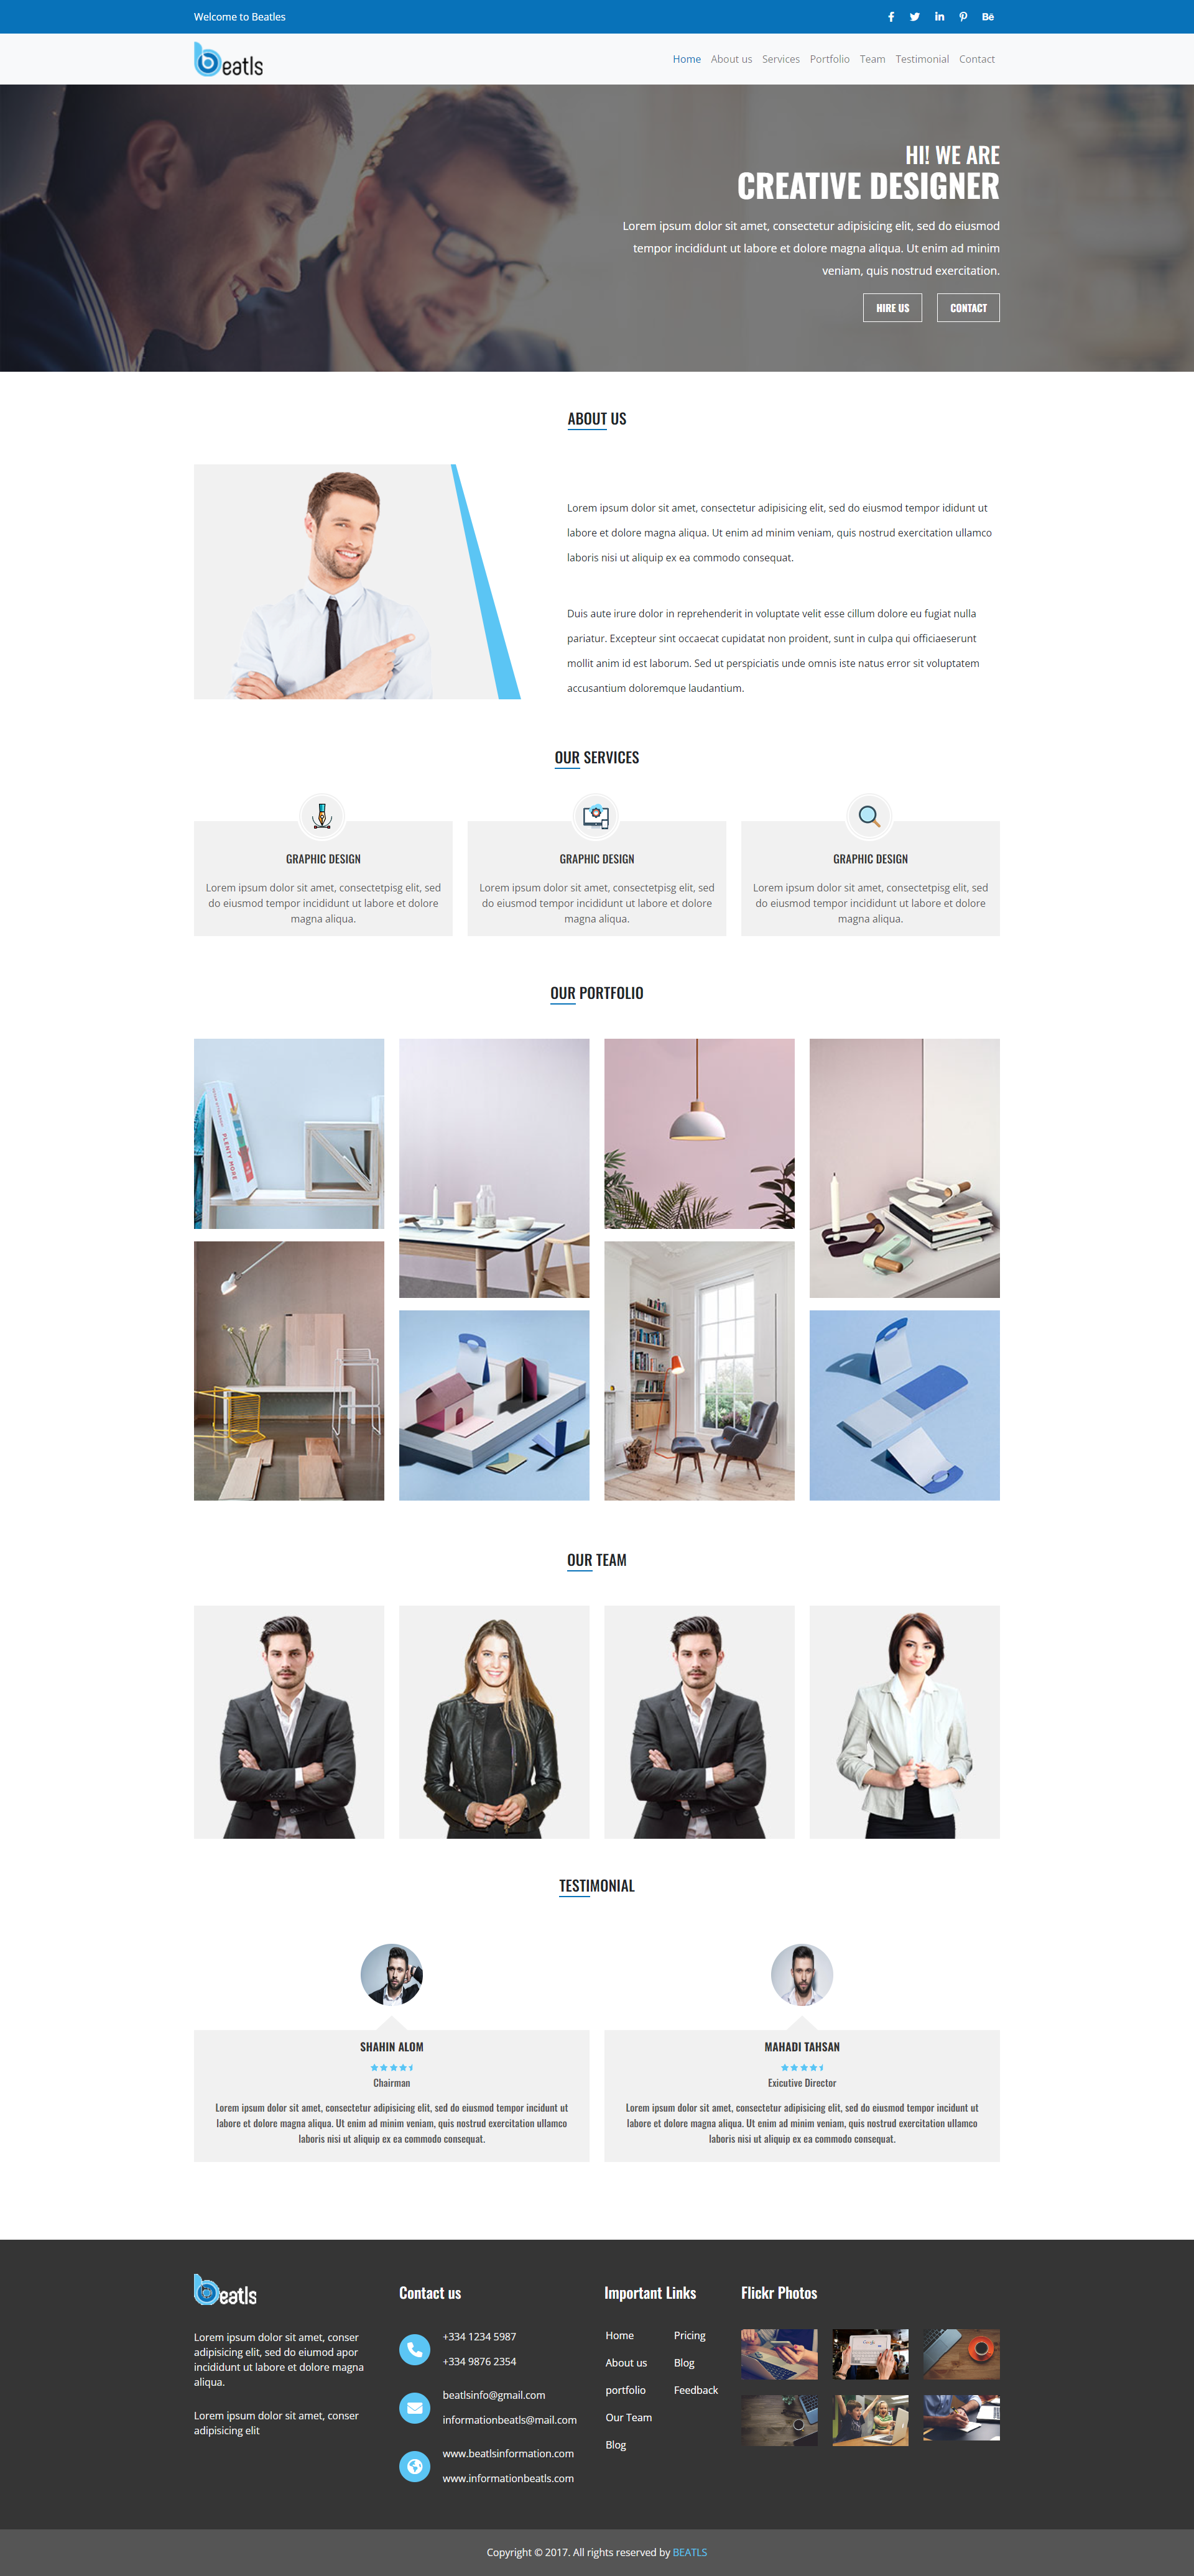 Welcome to Beatles
beatls
Home About us Services Portfolio Team Testimonial Contact
HI! WE ARE
CREATIVE DESIGNER
Lorem ipsum dolor sit amet, consectetur adipisicing elit, sed do eiusmod
tempor incididunt ut labore et dolore magna aliqua. Ut enim ad minim
veniam, quis nostrud exercitation.
HIRE US
CONTACT
ABOUT US
Lorem ipsum dolor sit amet, consectetur adipisicing elit, sed do eiusmod tempor ididunt ut
labore et dolore magna aliqua. Ut enim ad minim veniam, quis nostrud exercitation ullamco
laboris nisi ut aliquip ex ea commodo consequat.
Duis aute irure dolor in reprehenderit in voluptate velit esse cillum dolore eu fugiat nulla
pariatur. Excepteur sint occaecat cupidatat non proident, sunt in culpa qui officiaeserunt
mollit anim id est laborum. Sed ut perspiciatis unde omnis iste natus error sit voluptatem
accusantium doloremque laudantium.
OUR SERVICES
GRAPHIC DESIGN
Lorem ipsum dolor sit amet, consectetpisg elit, sed
do eiusmod tempor incididunt ut labore et dolore
magna aliqua.
GRAPHIC DESIGN
Lorem ipsum dolor sit amet, consectetpisg elit, sed
do eiusmod tempor incididunt ut labore et dolore
magna aliqua.
GRAPHIC DESIGN
Lorem ipsum dolor sit amet, consectetpisg elit, sed
do eiusmod tempor incididunt ut labore et dolore
magna aliqua.
OUR PORTFOLIO
PLENTY MORE
OUR TEAM
TESTIMONIAL
SHAHIN ALOM
Chairman
Lorem ipsum dolor sit amet, consectetur adipisicing elit, sed do eiusmod tempor incidunt ut
labore et dolore magna aliqua. Ut enim ad minim veniam, quis nostrud exercitation ullamco
laboris nisi ut aliquip ex ea commodo consequat.
MAHADI TAHSAN
Exicutive Director
Lorem ipsum dolor sit amet, consectetur adipisicing elit, sed do eiusmod tempor incidunt ut
labore et dolore magna aliqua. Ut enim ad minim veniam, quis nostrud exercitation ullamco
laboris nisi ut aliquip ex ea commodo consequat.
beatls
Lorem ipsum dolor sit amet, conser
adipisicing elit, sed do eiumod apor
incididunt ut labore et dolore magna
aliqua.
Lorem ipsum dolor sit amet, conser
adipisicing elit
Contact us
+334 1234 5987
+334 9876 2354
beatlsinfo@gmail.com
informationbeatls@mail.com
www.beatlsinformation.com
www.informationbeatls.com
Important Links
Home
About us
portfolio
Our Team
Blog
Pricing
Blog
Feedback
Flickr Photos
Google
Copyright © 2017. All rights reserved by BEATLS